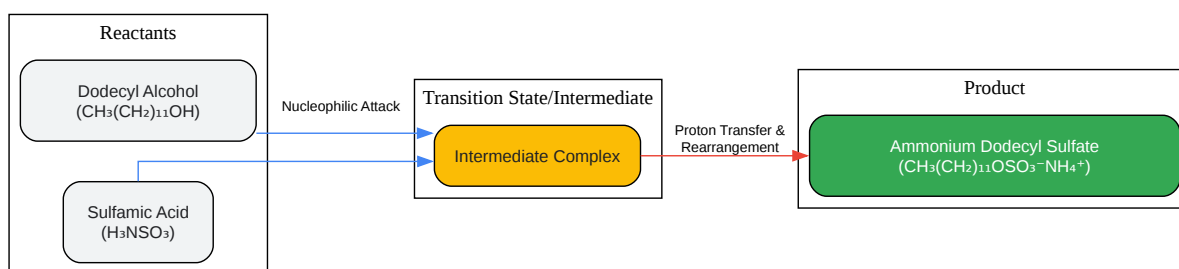 Reactants
Dodecyl Alcohol
(CH₃(CH₂)₁₁OH)
Sulfamic Acid
(H₃NSO₃)
Nucleophilic Attack
Transition State/Intermediate
Intermediate Complex
Proton Transfer &
Rearrangement
Product
Ammonium Dodecyl Sulfate
(CH₃(CH₂)₁₁OSO₃⁻NH₄⁺)